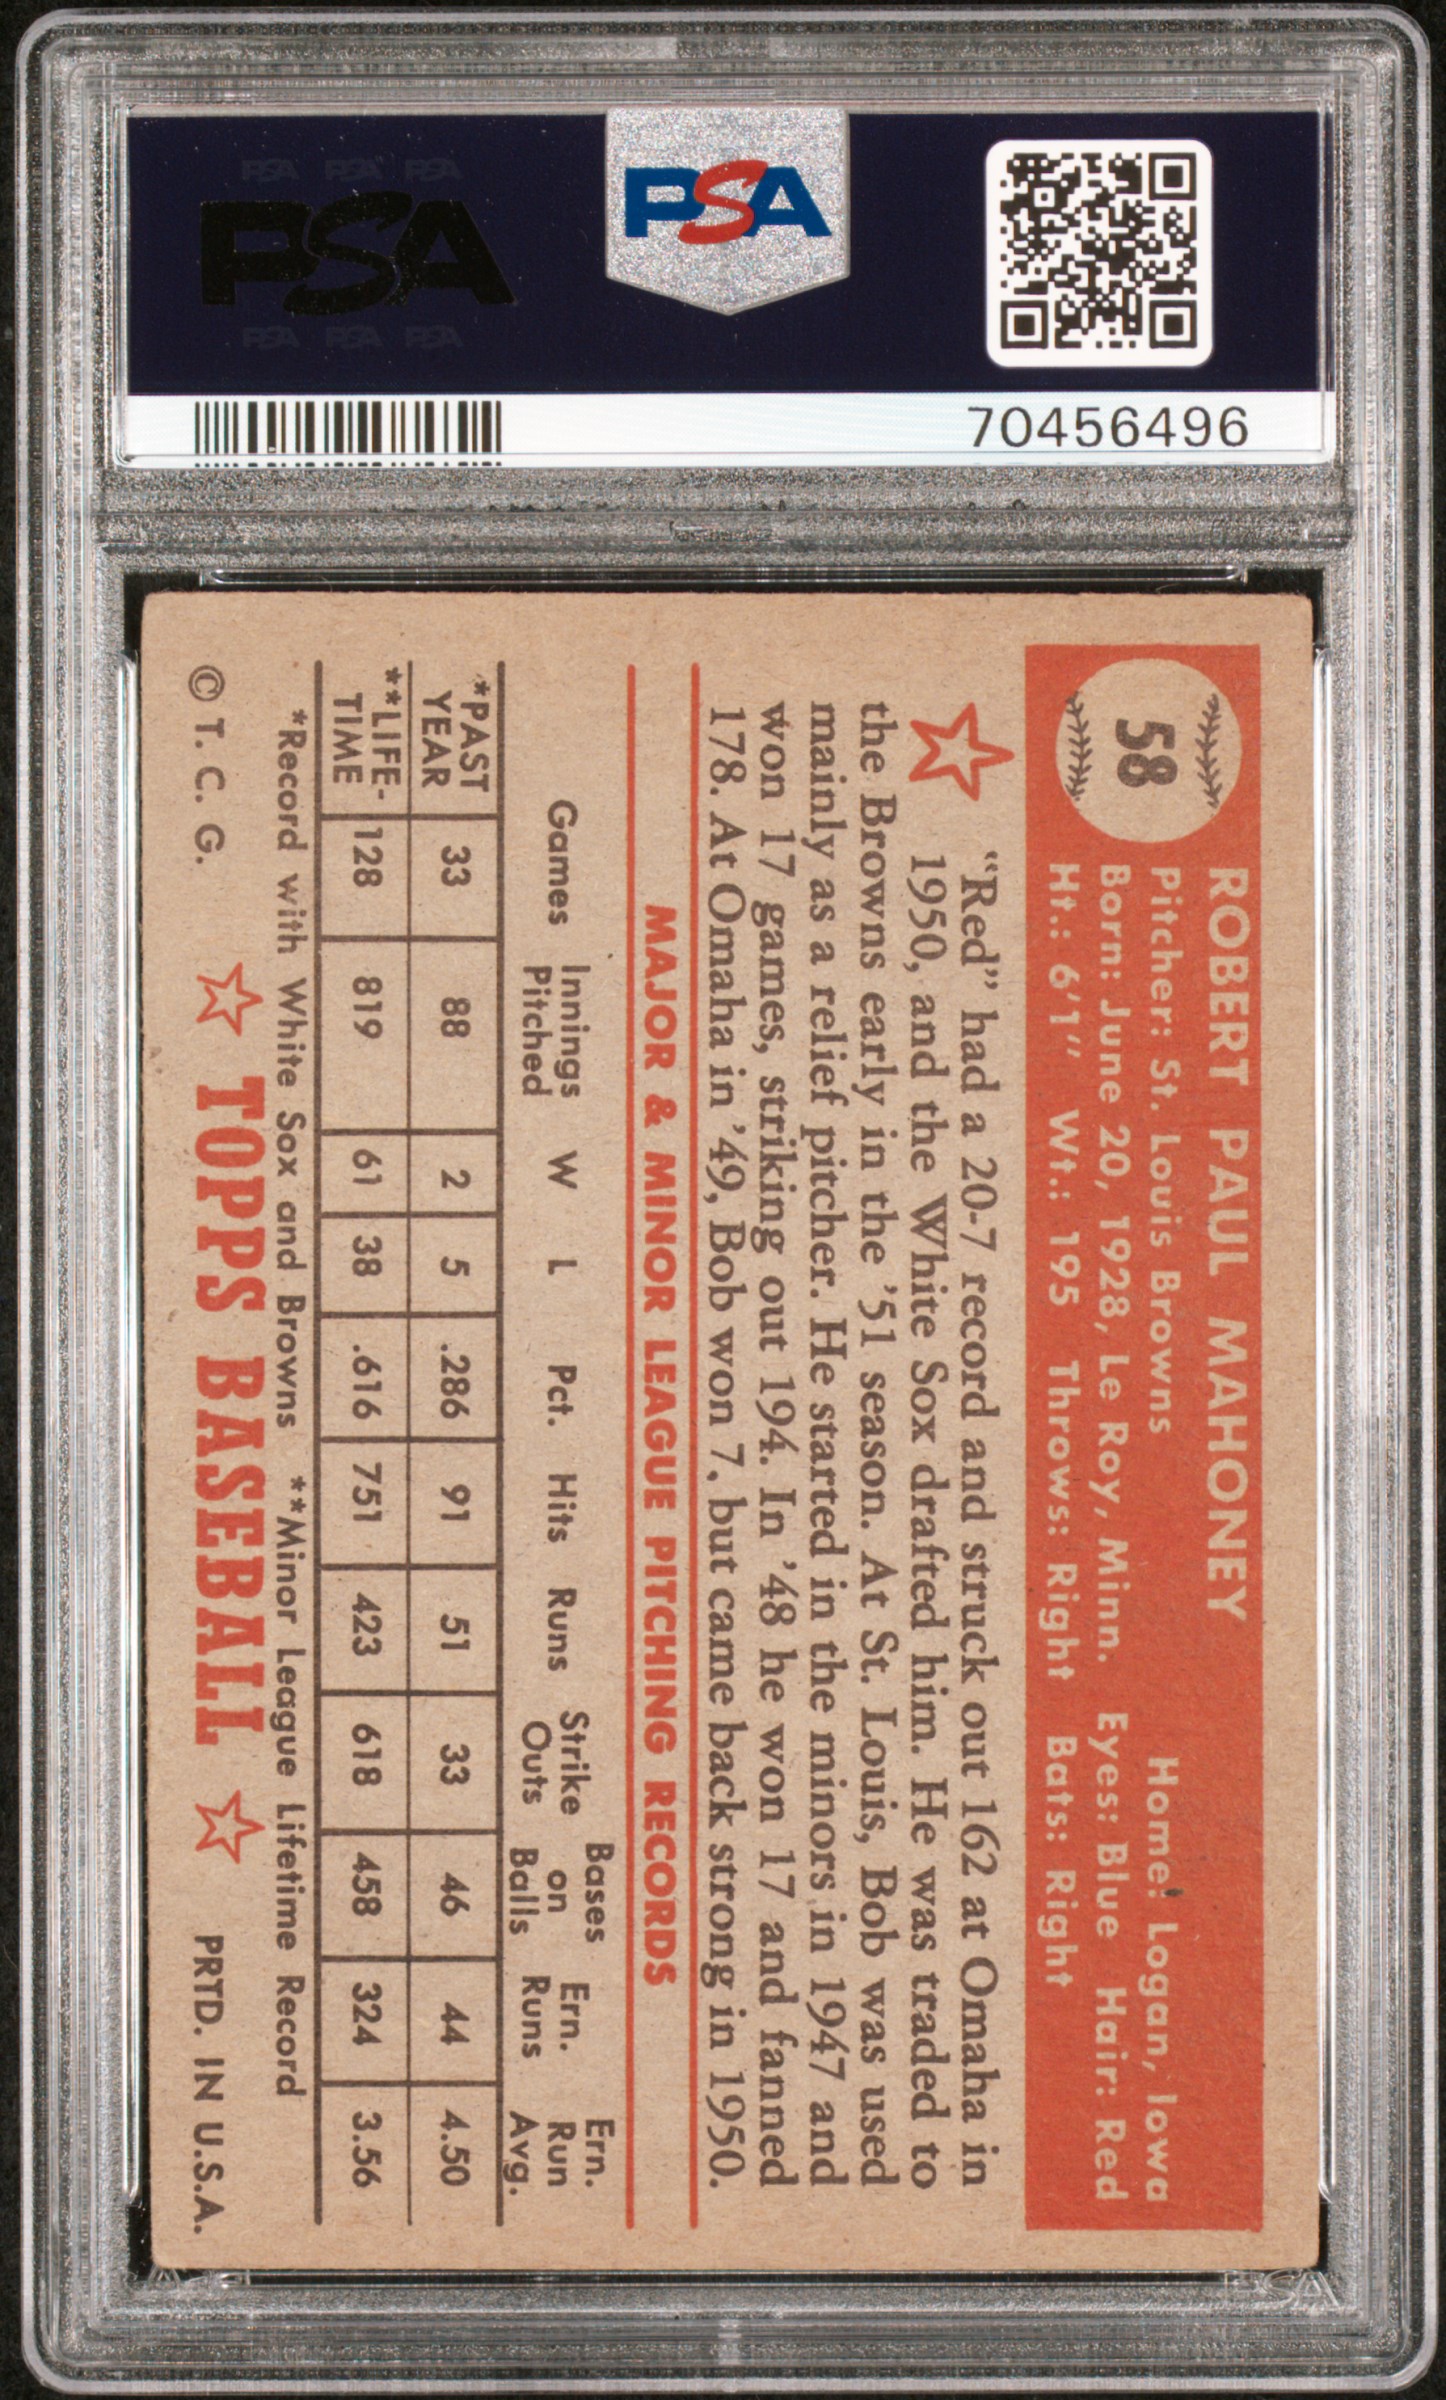 PSA PSA PSA
PSA
PSA PSA PSA
PSA
70456496
58
ROBERT PAUL MAHONEY
Pitcher: St. Louis Browns Home: Logan, Iowa
Born: June 20, 1928, Le Roy, Minn. Eyes: Blue Hair: Red
Ht.: 6'1" Wt.: 195 Throws: Right Bats: Right
"Red" had a 20-7 record and struck out 162 at Omaha in
1950, and the White Sox drafted him. He was traded to
the Browns early in the '51 season. At St. Louis, Bob was used
mainly as a relief pitcher. He started in the minors in 1947 and
won 17 games, striking out 194. In '48 he won 17 and fanned
178. At Omaha in '49, Bob won 7, but came back strong in 1950.
MAJOR & MINOR LEAGUE PITCHING RECORDS
Games Innings Pitched W L Pct. Hits Runs Strike Outs Bases on Balls Ern. Runs Ern. Run Avg.
*PAST YEAR 33 88 2 5 .286 91 51 33 46 44 4.50
**LIFE-TIME 128 819 61 38 .616 751 423 618 458 324 3.56
*Record with White Sox and Browns **Minor League Lifetime Record
© T. C. G. TOPPS BASEBALL PRTD. IN U.S.A.
PSA